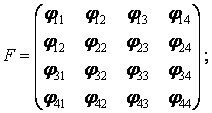 φ11 φ12 φ13 φ14
φ12 φ22 φ23 φ24
F = ( ) ;
φ31 φ32 φ33 φ34
φ41 φ42 φ43 φ44